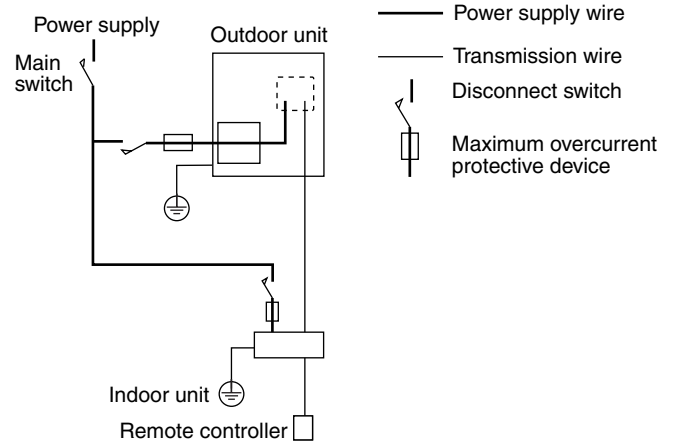 Power supply
Main
switch
Outdoor unit
Indoor unit
Remote controller
Power supply wire
Transmission wire
Disconnect switch
Maximum overcurrent
protective device